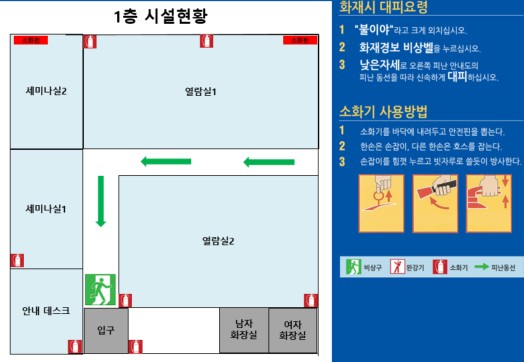 1층 시설현황
소화전
소화전
세미나실2
열람실1
세미나실1
열람실2
안내 데스크
입구
남자
화장실
여자
화장실
화재시 대피요령
1 "불이야"라고 크게 외치십시오.
2 화재경보 비상벨을 누르십시오.
3 낮은자세로 오른쪽 피난 안내도의
피난 동선을 따라 신속하게 대피하십시오.
소화기 사용방법
1 소화기를 바닥에 내려두고 안전핀을 뽑는다.
2 한손은 손잡이, 다른 한손은 호스를 잡는다.
3 손잡이를 힘껏 누르고 빗자루로 쓸듯이 방사한다.
비상구 완강기 소화기 피난동선